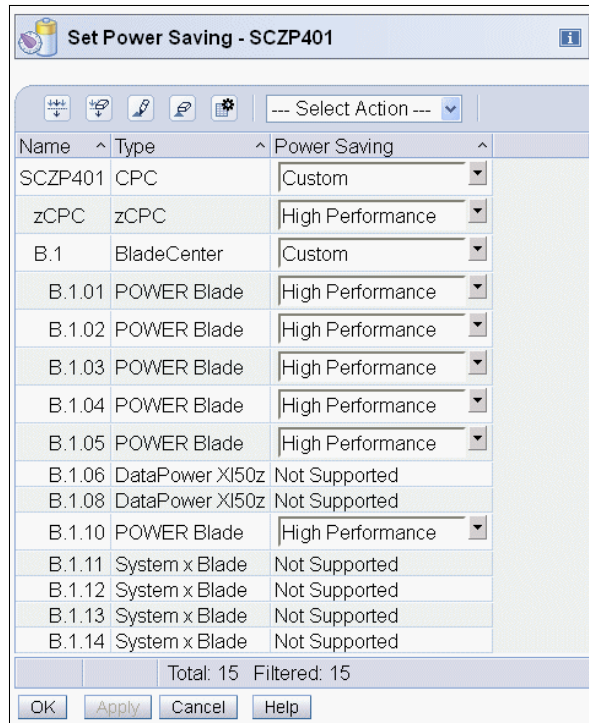 Set Power Saving - SCZP401
--- Select Action ---
Name Type Power Saving
SCZP401 CPC Custom
zCPC zCPC High Performance
B.1 BladeCenter Custom
B.1.01 POWER Blade High Performance
B.1.02 POWER Blade High Performance
B.1.03 POWER Blade High Performance
B.1.04 POWER Blade High Performance
B.1.05 POWER Blade High Performance
B.1.06 DataPower XI50z Not Supported
B.1.08 DataPower XI50z Not Supported
B.1.10 POWER Blade High Performance
B.1.11 System x Blade Not Supported
B.1.12 System x Blade Not Supported
B.1.13 System x Blade Not Supported
B.1.14 System x Blade Not Supported
Total: 15 Filtered: 15
OK Apply Cancel Help